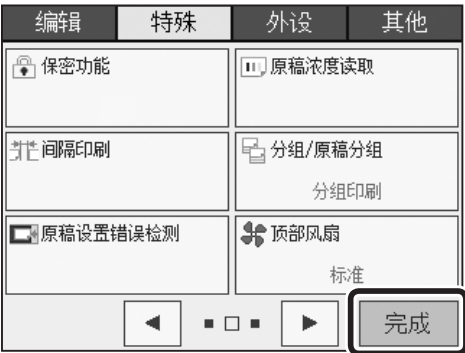 编辑 特殊 外设 其他
保密功能 原稿浓度读取
间隔印刷 分组/原稿分组
分组印刷
原稿设置错误检测 顶部风扇
标准
完成